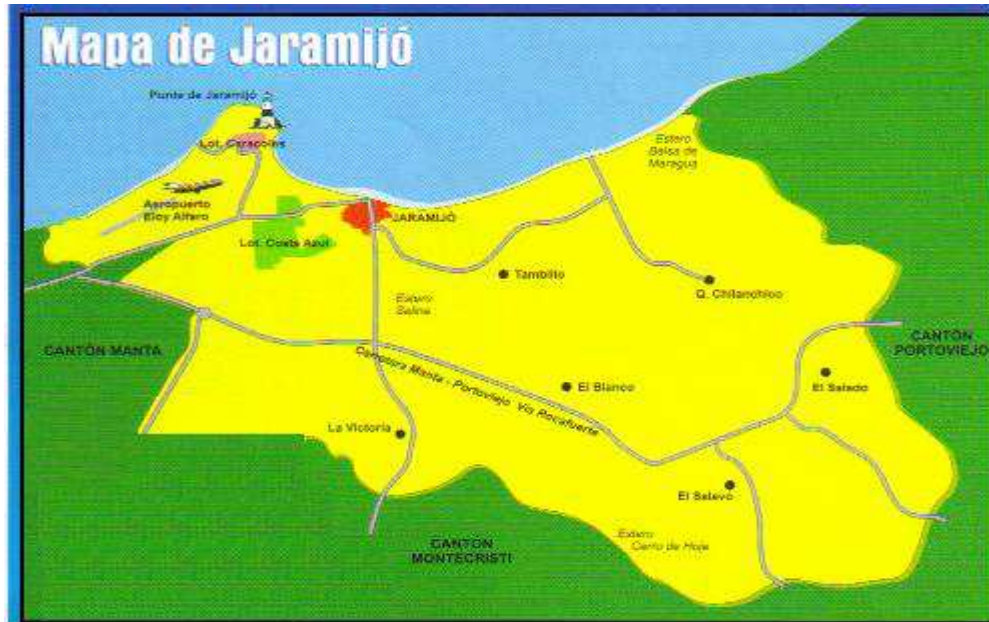 Mapa de Jaramijó
Punta de Jaramijó
Lot. Caracoles
Aeropuerto
Eloy Alfaro
Estero
Balsa de
Maragua
JARAMIJÓ
Lot. Costa Azul
Tamblito
Q. Chilanchico
Estero
Salina
CANTÓN MANTA
CANTÓN
PORTOVIEJO
Carretera Manta - Portoviejo Vía Rocafuerte
El Blanco
El Salado
La Victoria
El Salevó
Estero
Cerro de Hoja
CANTÓN
MONTECRISTI